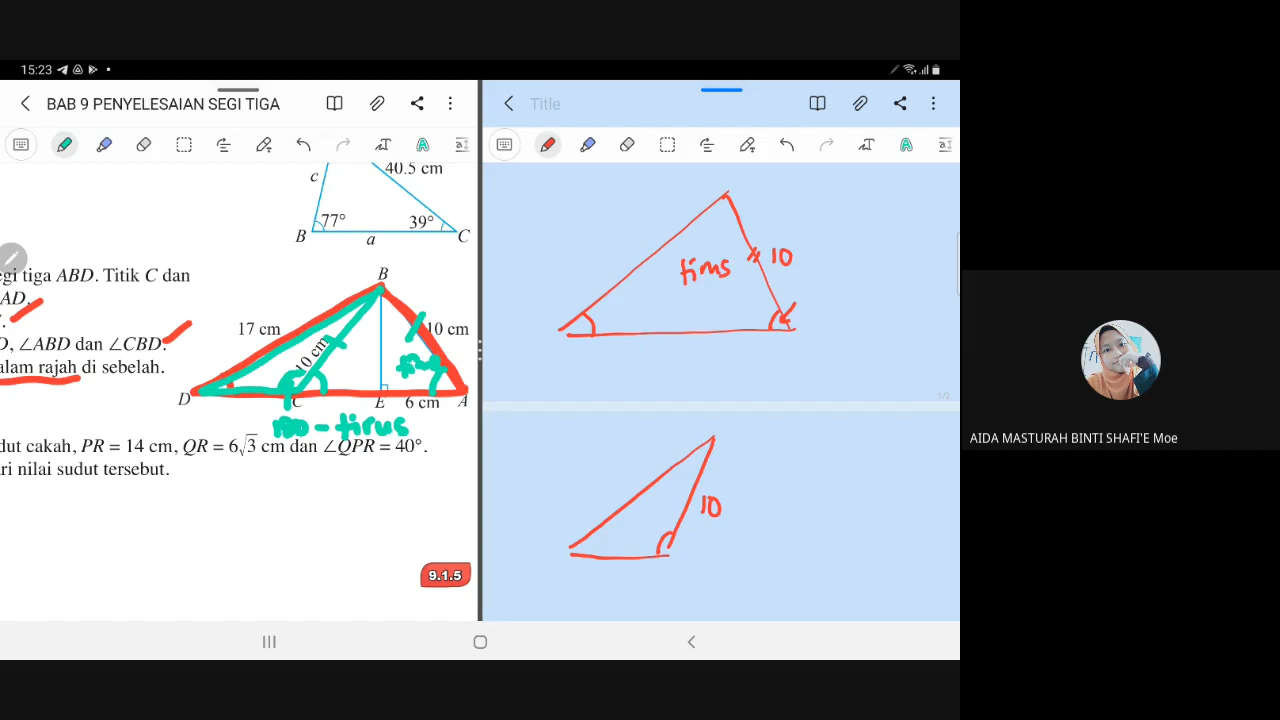 15:23
BAB 9 PENYELESAIAN SEGI TIGA
Title
40.5 cm
c
77°
39°
B
a
C
egi tiga ABD. Titik C dan
AD.
B
17 cm
10 cm
10 cm
D, ∠ABD dan ∠CBD.
alam rajah di sebelah.
D
C
E
6 cm
A
180 - tirus
dut cakah, PR = 14 cm, QR = 6√3 cm dan ∠QPR = 40°.
ri nilai sudut tersebut.
9.1.5
tirus
10
1/2
10
AIDA MASTURAH BINTI SHAFI'E Moe